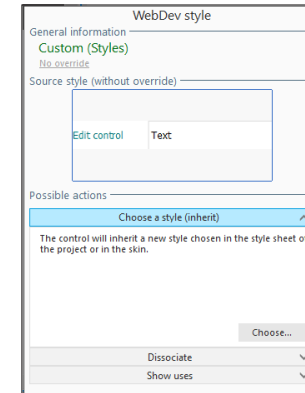 WebDev style
General information
Custom (Styles)
No override
Source style (without override)
Edit control Text
Possible actions
Choose a style (inherit)
The control will inherit a new style chosen in the style sheet of
the project or in the skin.
Choose...
Dissociate
Show uses